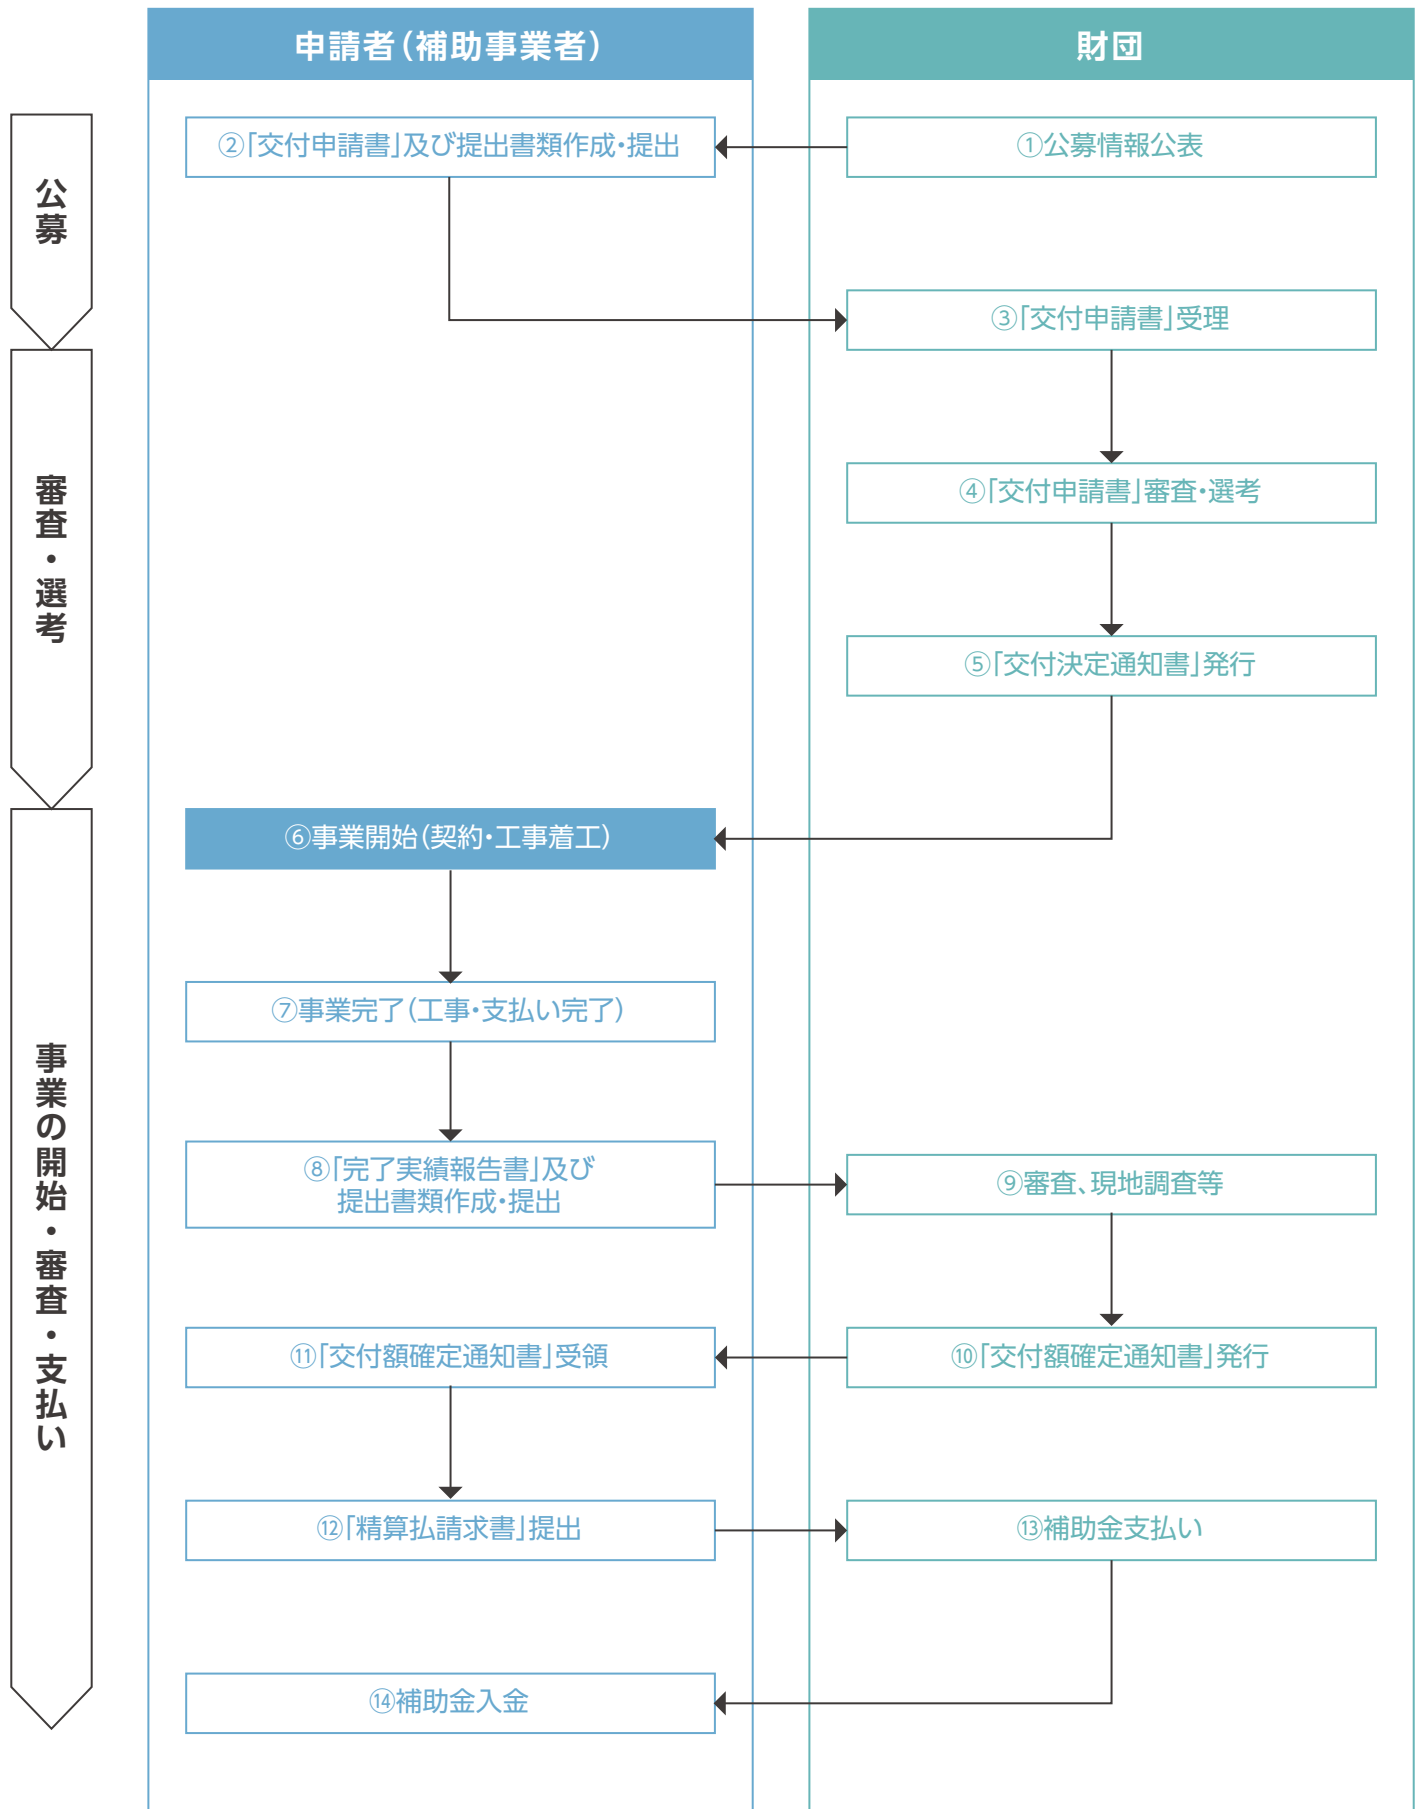 申請者（補助事業者）
財団
公募
②「交付申請書」及び提出書類作成・提出
①公募情報公表
③「交付申請書」受理
審査・選考
④「交付申請書」審査・選考
⑤「交付決定通知書」発行
事業の開始・審査・支払い
⑥事業開始（契約・工事着工）
⑦事業完了（工事・支払い完了）
⑧「完了実績報告書」及び
提出書類作成・提出
⑨審査、現地調査等
⑪「交付額確定通知書」受領
⑩「交付額確定通知書」発行
⑫「精算払請求書」提出
⑬補助金支払い
⑭補助金入金